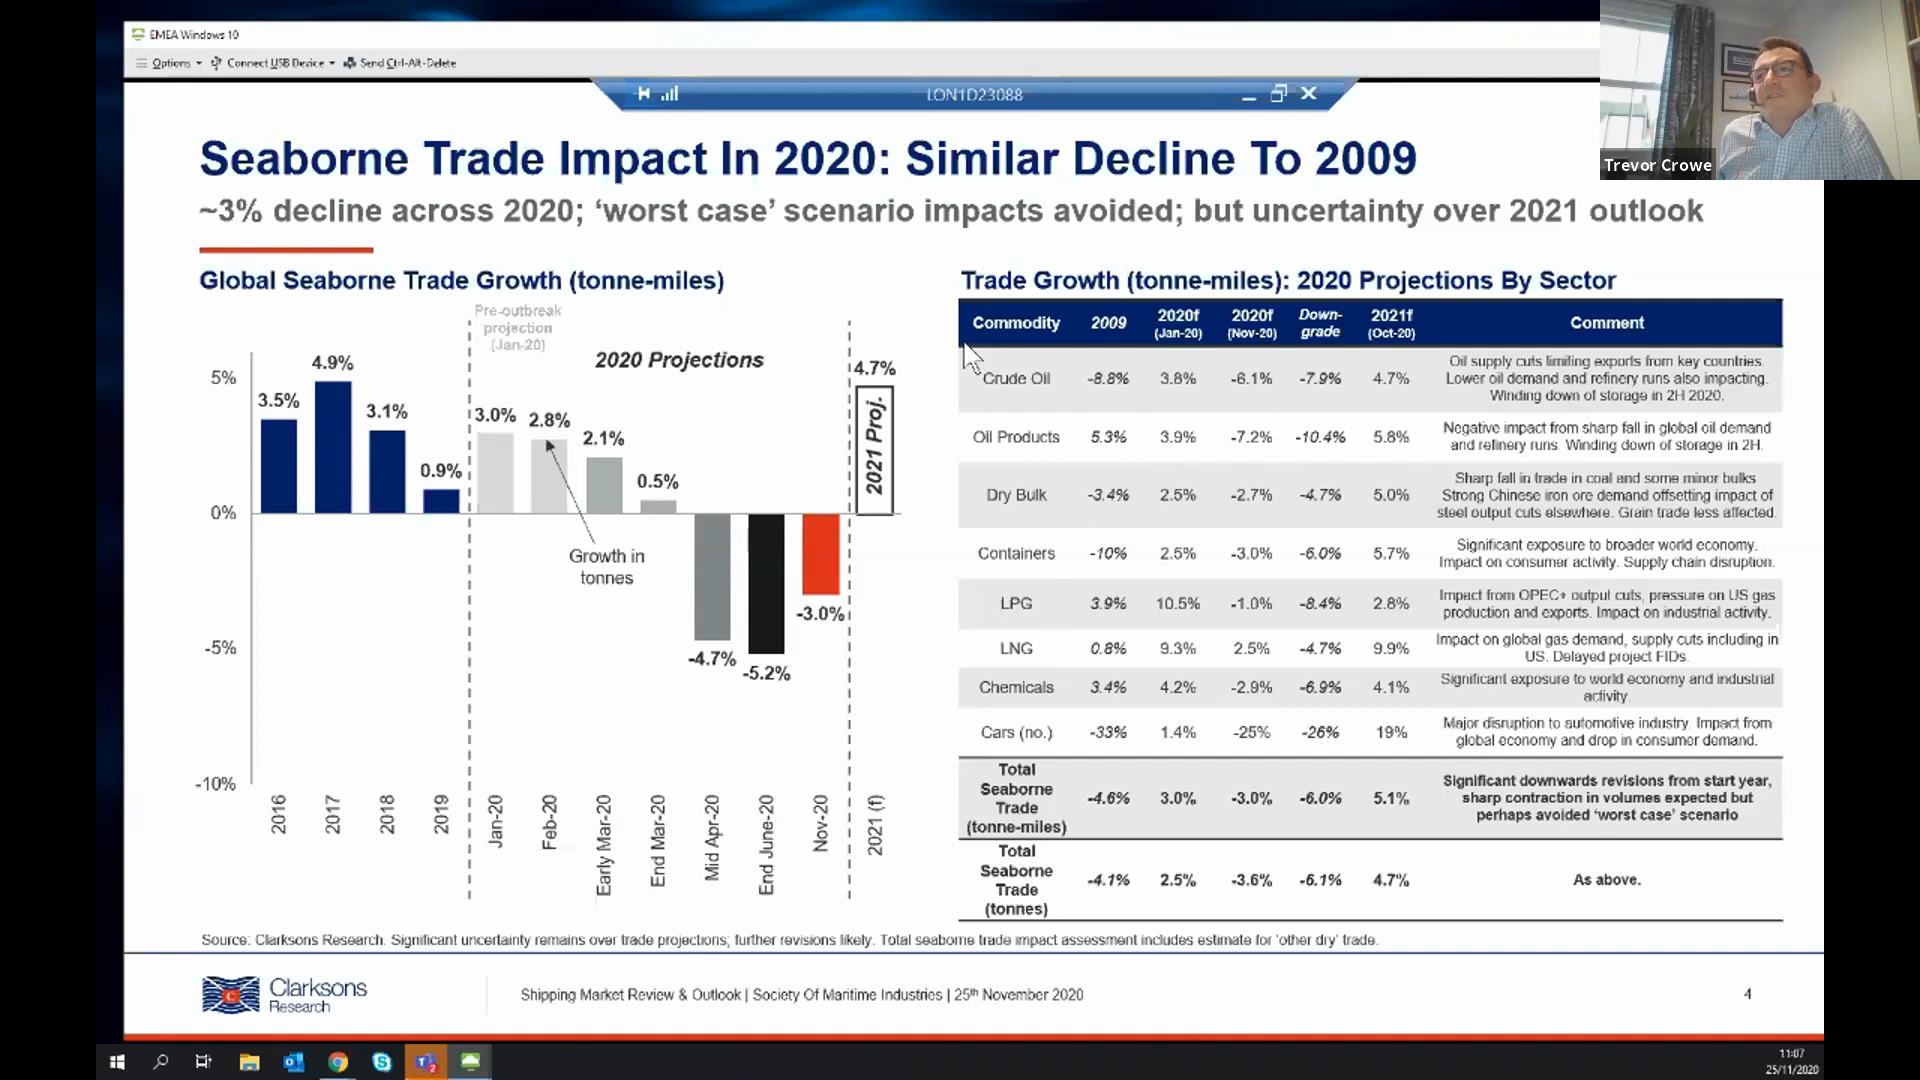 EMEA Windows 10
Options Connect USB Device Send Ctrl-Alt-Delete
LON1D23088
Trevor Crowe
Seaborne Trade Impact In 2020: Similar Decline To 2009
~3% decline across 2020; ‘worst case’ scenario impacts avoided; but uncertainty over 2021 outlook
Global Seaborne Trade Growth (tonne-miles)
Pre-outbreak
projection
(Jan-20)
2020 Projections
5%
0%
-5%
-10%
3.5%
4.9%
3.1%
0.9%
3.0%
2.8%
2.1%
0.5%
-4.7%
-5.2%
-3.0%
4.7%
2021 Proj.
Growth in
tonnes
2016
2017
2018
2019
Jan-20
Feb-20
Early Mar-20
End Mar-20
Mid Apr-20
End June-20
Nov-20
2021 (f)
Trade Growth (tonne-miles): 2020 Projections By Sector
Commodity 2009 2020f (Jan-20) 2020f (Nov-20) Down-grade 2021f (Oct-20) Comment
Crude Oil -8.8% 3.8% -6.1% -7.9% 4.7%
Oil supply cuts limiting exports from key countries.
Lower oil demand and refinery runs also impacting.
Winding down of storage in 2H 2020.
Oil Products 5.3% 3.9% -7.2% -10.4% 5.8%
Negative impact from sharp fall in global oil demand
and refinery runs. Winding down of storage in 2H.
Dry Bulk -3.4% 2.5% -2.7% -4.7% 5.0%
Sharp fall in trade in coal and some minor bulks
Strong Chinese iron ore demand offsetting impact of
steel output cuts elsewhere. Grain trade less affected.
Containers -10% 2.5% -3.0% -6.0% 5.7%
Significant exposure to broader world economy.
Impact on consumer activity. Supply chain disruption.
LPG 3.9% 10.5% -1.0% -8.4% 2.8%
Impact from OPEC+ output cuts, pressure on US gas
production and exports. Impact on industrial activity.
LNG 0.8% 9.3% 2.5% -4.7% 9.9%
Impact on global gas demand, supply cuts including in
US. Delayed project FIDs.
Chemicals 3.4% 4.2% -2.9% -6.9% 4.1%
Significant exposure to world economy and industrial
activity.
Cars (no.) -33% 1.4% -25% -26% 19%
Major disruption to automotive industry. Impact from
global economy and drop in consumer demand.
Total
Seaborne
Trade
(tonne-miles)
-4.6% 3.0% -3.0% -6.0% 5.1%
Significant downwards revisions from start year,
sharp contraction in volumes expected but
perhaps avoided ‘worst case’ scenario
Total
Seaborne
Trade
(tonnes)
-4.1% 2.5% -3.6% -6.1% 4.7%
As above.
Source: Clarksons Research. Significant uncertainty remains over trade projections; further revisions likely. Total seaborne trade impact assessment includes estimate for ‘other dry’ trade.
Clarksons
Research
Shipping Market Review & Outlook | Society Of Maritime Industries | 25th November 2020
4
11:07
25/11/2020